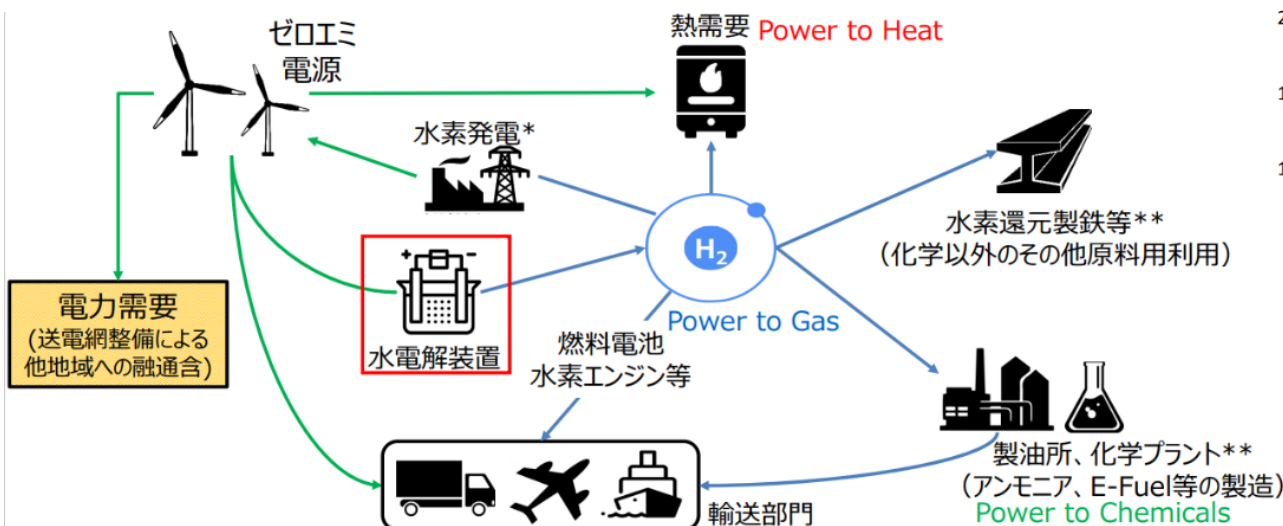 ゼロエミ
電源
熱需要 Power to Heat
水素発電*
水素還元製鉄等**
（化学以外のその他原料用利用）
H₂
+ −
水電解装置
電力需要
(送電網整備による
他地域への融通含)
Power to Gas
燃料電池
水素エンジン等
製油所、化学プラント**
（アンモニア、E-Fuel等の製造）
Power to Chemicals
輸送部門
2
1
1